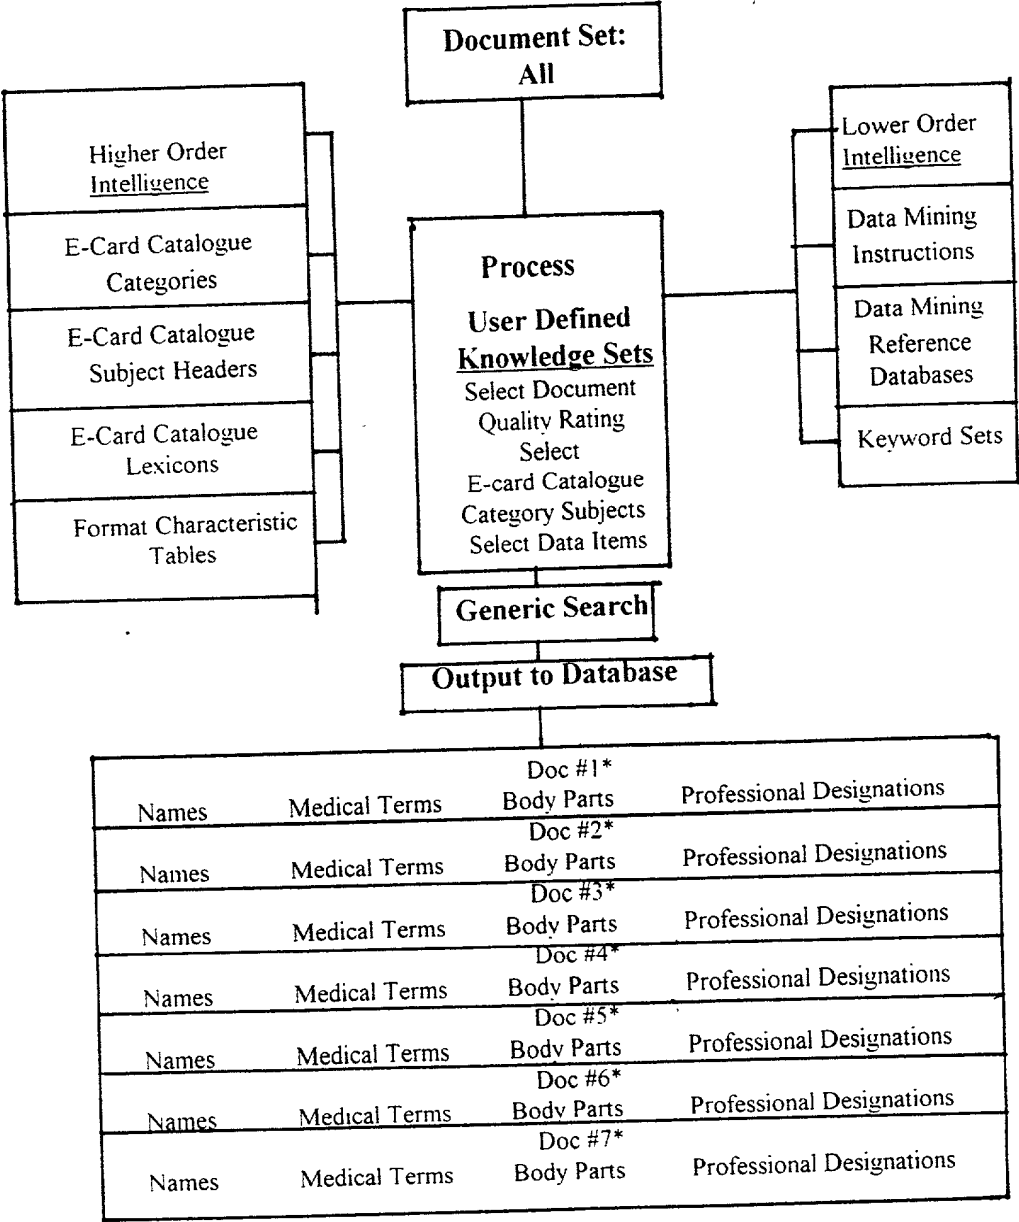 Document Set:
All
Higher Order
Intelligence
E-Card Catalogue
Categories
E-Card Catalogue
Subject Headers
E-Card Catalogue
Lexicons
Format Characteristic
Tables
Process
User Defined
Knowledge Sets
Select Document
Quality Rating
Select
E-card Catalogue
Category Subjects
Select Data Items
Lower Order
Intelligence
Data Mining
Instructions
Data Mining
Reference
Databases
Keyword Sets
Generic Search
Output to Database
Doc #1*
Names Medical Terms Body Parts Professional Designations
Doc #2*
Names Medical Terms Body Parts Professional Designations
Doc #3*
Names Medical Terms Body Parts Professional Designations
Doc #4*
Names Medical Terms Body Parts Professional Designations
Doc #5*
Names Medical Terms Body Parts Professional Designations
Doc #6*
Names Medical Terms Body Parts Professional Designations
Doc #7*
Names Medical Terms Body Parts Professional Designations